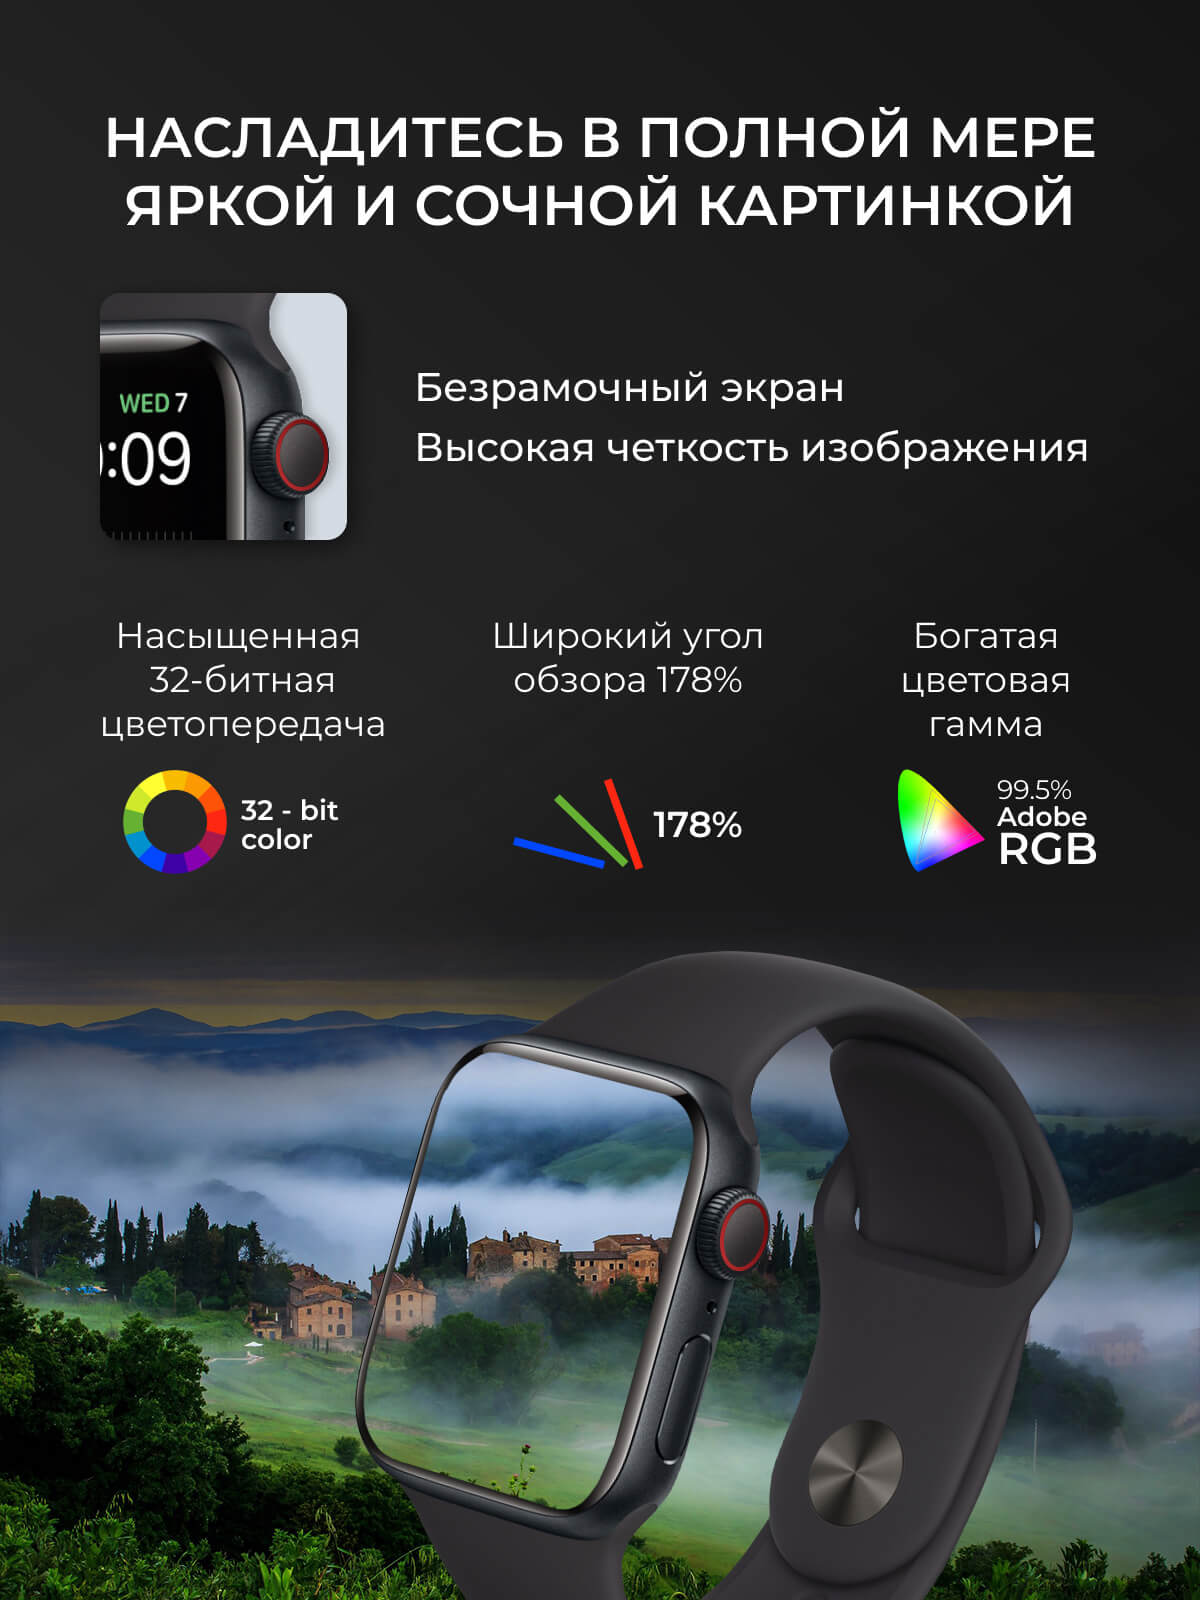 НАСЛАДИТЕСЬ В ПОЛНОЙ МЕРЕ
ЯРКОЙ И СОЧНОЙ КАРТИНКОЙ
WED 7
:09
Безрамочный экран
Высокая четкость изображения
Насыщенная
32-битная
цветопередача
32 - bit
color
Широкий угол
обзора 178%
178%
Богатая
цветовая
гамма
99.5%
Adobe
RGB